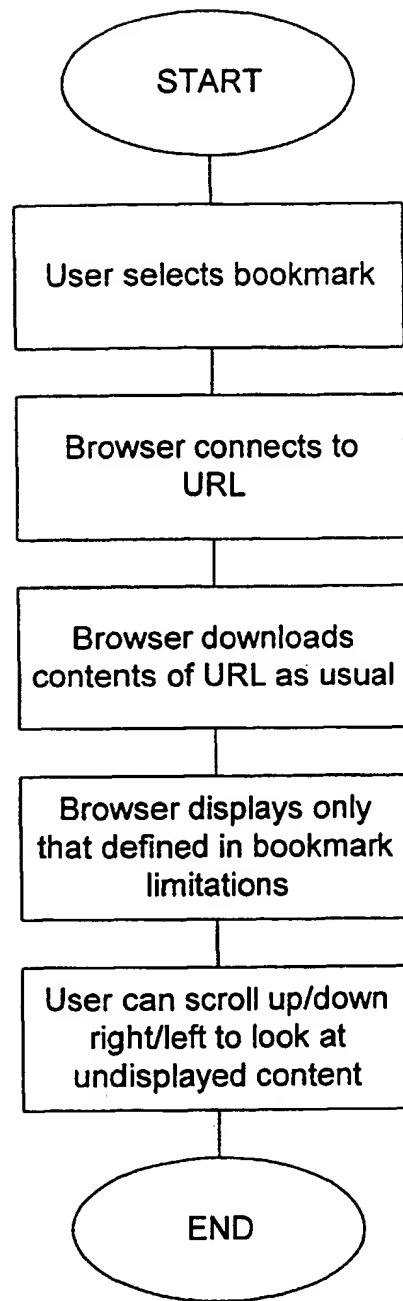 START
User selects bookmark
Browser connects to
URL
Browser downloads
contents of URL as usual
Browser displays only
that defined in bookmark
limitations
User can scroll up/down
right/left to look at
undisplayed content
END